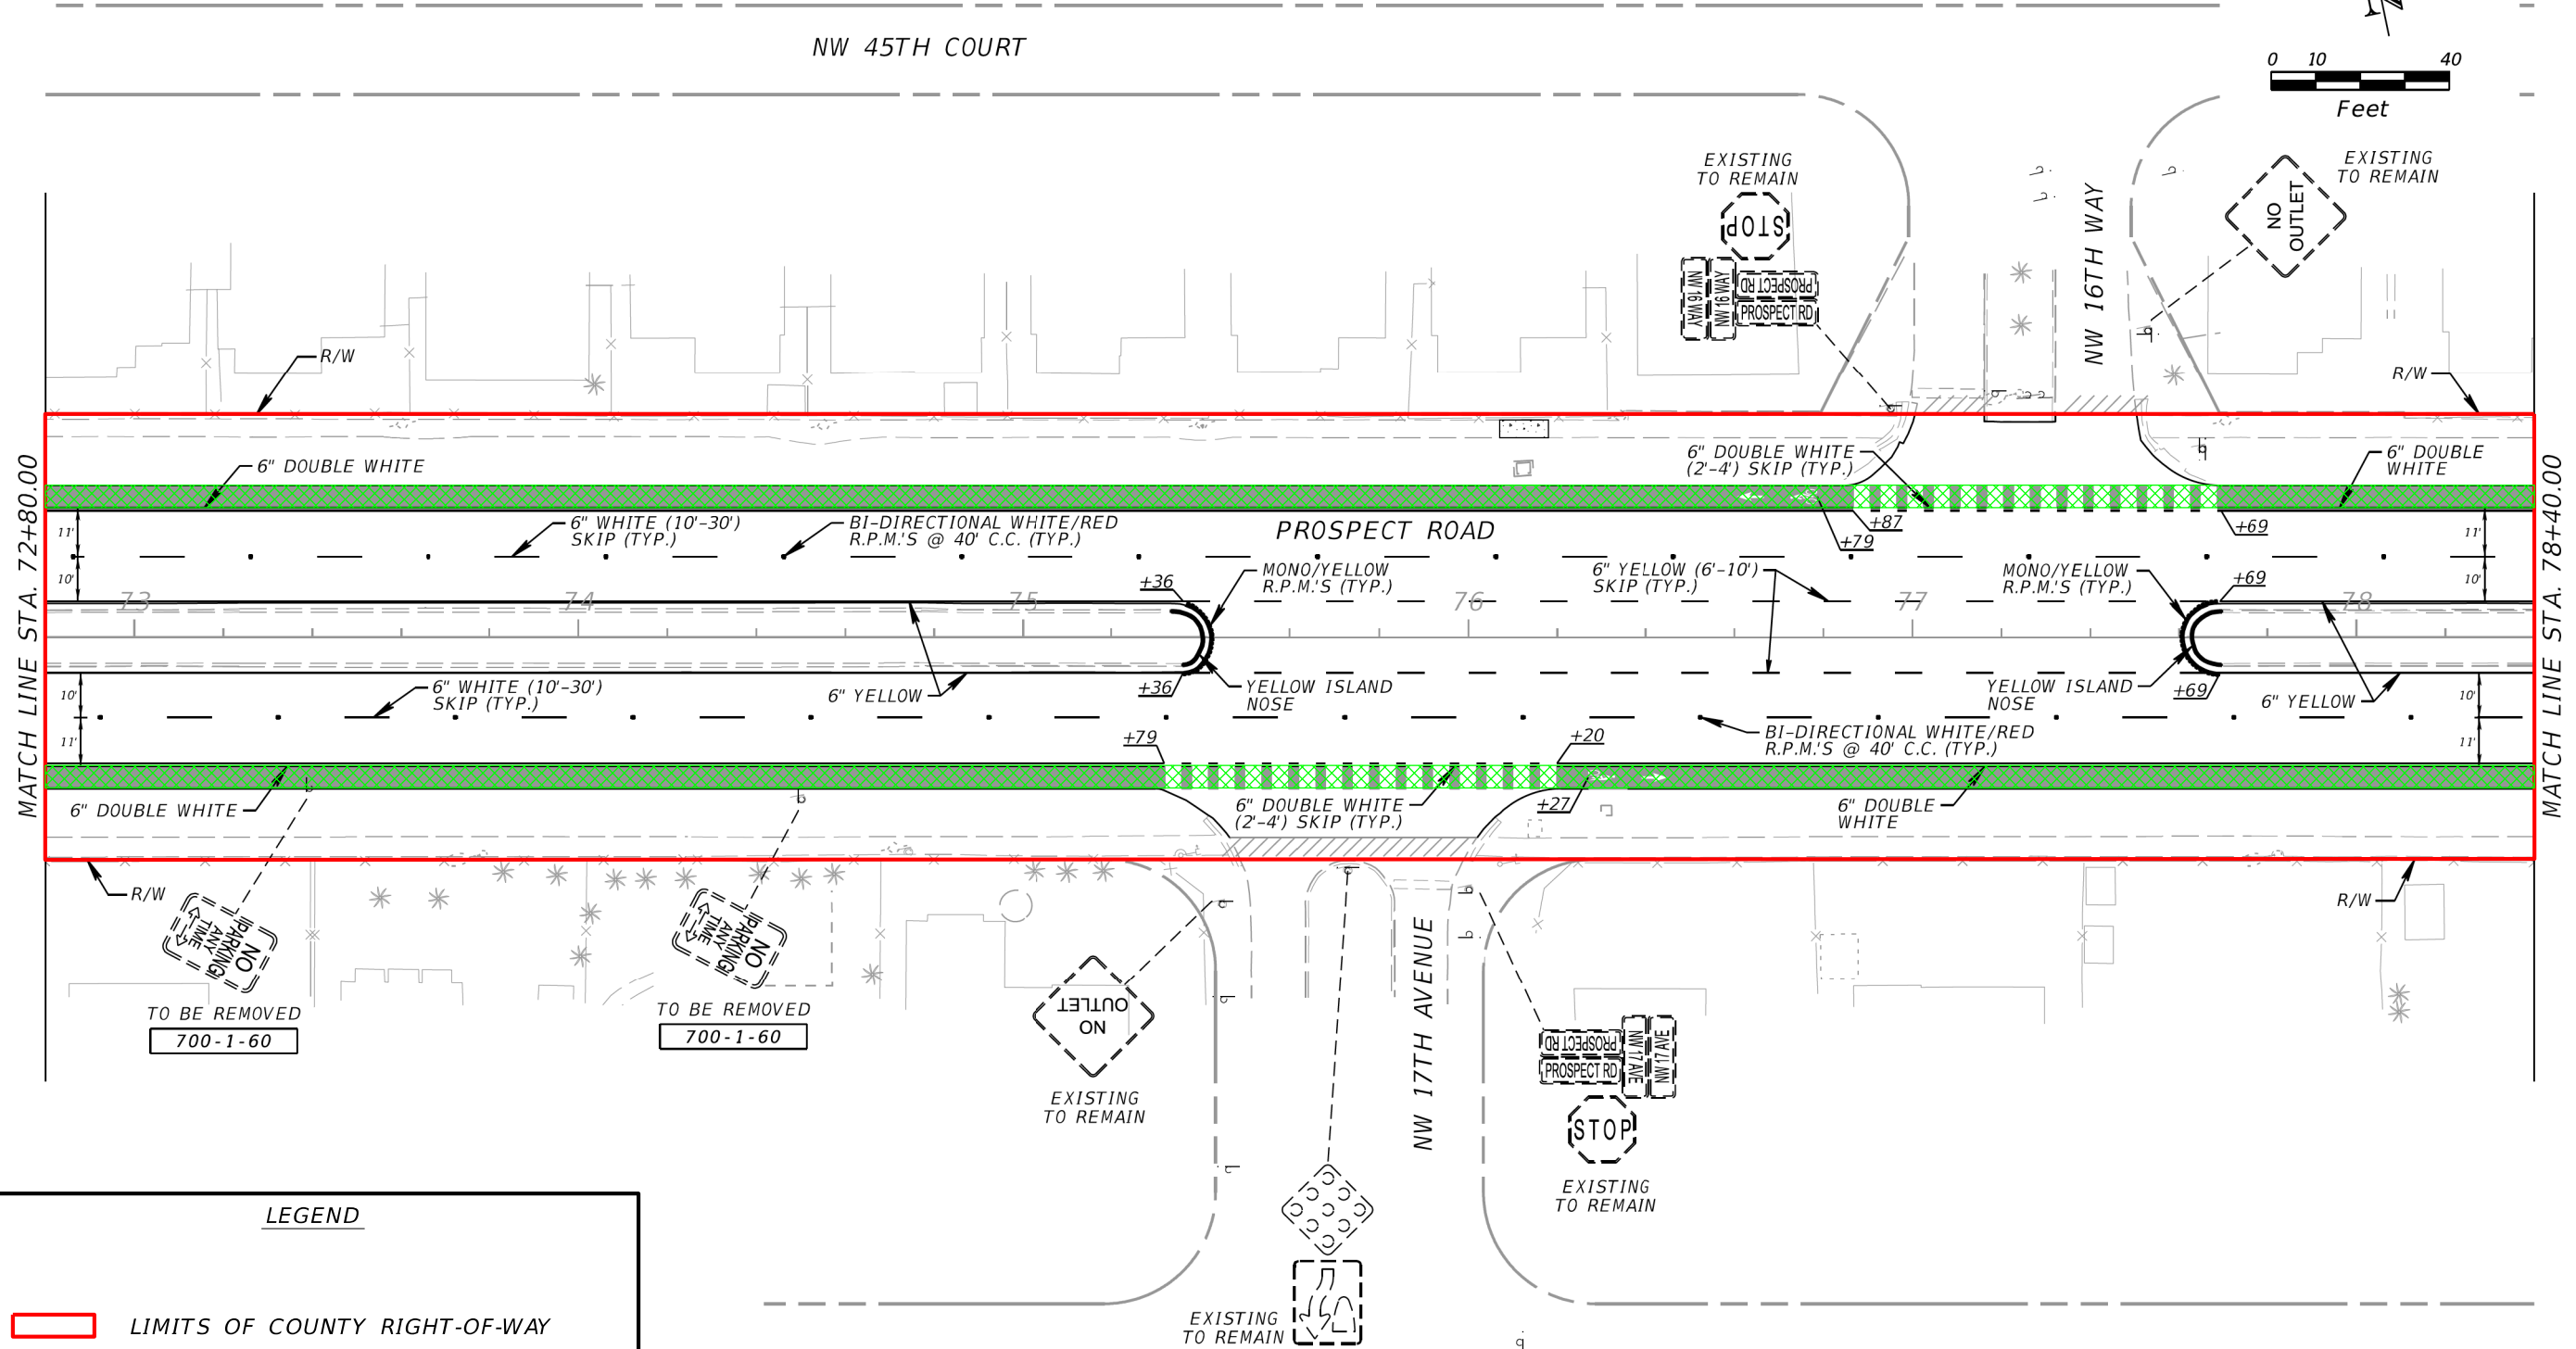 NW 45TH COURT
0 10 40
Feet
EXISTING
TO REMAIN
STOP
NW 16 WAY
NW 16 WAY
PROSPECT RD
PROSPECT RD
NW 16TH WAY
NO
OUTLET
EXISTING
TO REMAIN
R/W
R/W
6" DOUBLE WHITE
6" DOUBLE WHITE
(2'-4') SKIP (TYP.)
6" DOUBLE
WHITE
MATCH LINE STA. 72+80.00
MATCH LINE STA. 78+40.00
11'
10'
6" WHITE (10'-30')
SKIP (TYP.)
BI-DIRECTIONAL WHITE/RED
R.P.M.'S @ 40' C.C. (TYP.)
PROSPECT ROAD
+87
+79
+69
11'
10'
+36
MONO/YELLOW
R.P.M.'S (TYP.)
6" YELLOW (6'-10')
SKIP (TYP.)
MONO/YELLOW
R.P.M.'S (TYP.)
+69
73
74
75
76
77
78
10'
11'
6" WHITE (10'-30')
SKIP (TYP.)
6" YELLOW
+36
YELLOW ISLAND
NOSE
YELLOW ISLAND
NOSE
+69
6" YELLOW
10'
11'
+79
+20
BI-DIRECTIONAL WHITE/RED
R.P.M.'S @ 40' C.C. (TYP.)
6" DOUBLE WHITE
6" DOUBLE WHITE
(2'-4') SKIP (TYP.)
+27
6" DOUBLE
WHITE
R/W
R/W
NO
PARKING
ANY
TIME
TO BE REMOVED
700-1-60
NO
PARKING
ANY
TIME
TO BE REMOVED
700-1-60
NO
OUTLET
EXISTING
TO REMAIN
NW 17TH AVENUE
PROSPECT RD
PROSPECT RD
NW 17 AVE
NW 17 AVE
STOP
EXISTING
TO REMAIN
EXISTING
TO REMAIN
LEGEND
LIMITS OF COUNTY RIGHT-OF-WAY